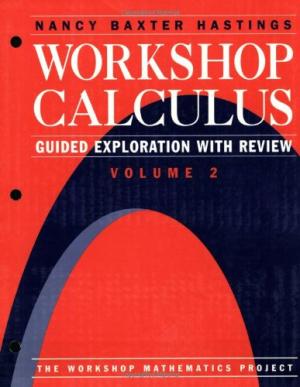 NANCY BAXTER HASTINGS
WORKSHOP
CALCULUS
GUIDED EXPLORATION WITH REVIEW
VOLUME 2
THE WORKSHOP MATHEMATICS PROJECT